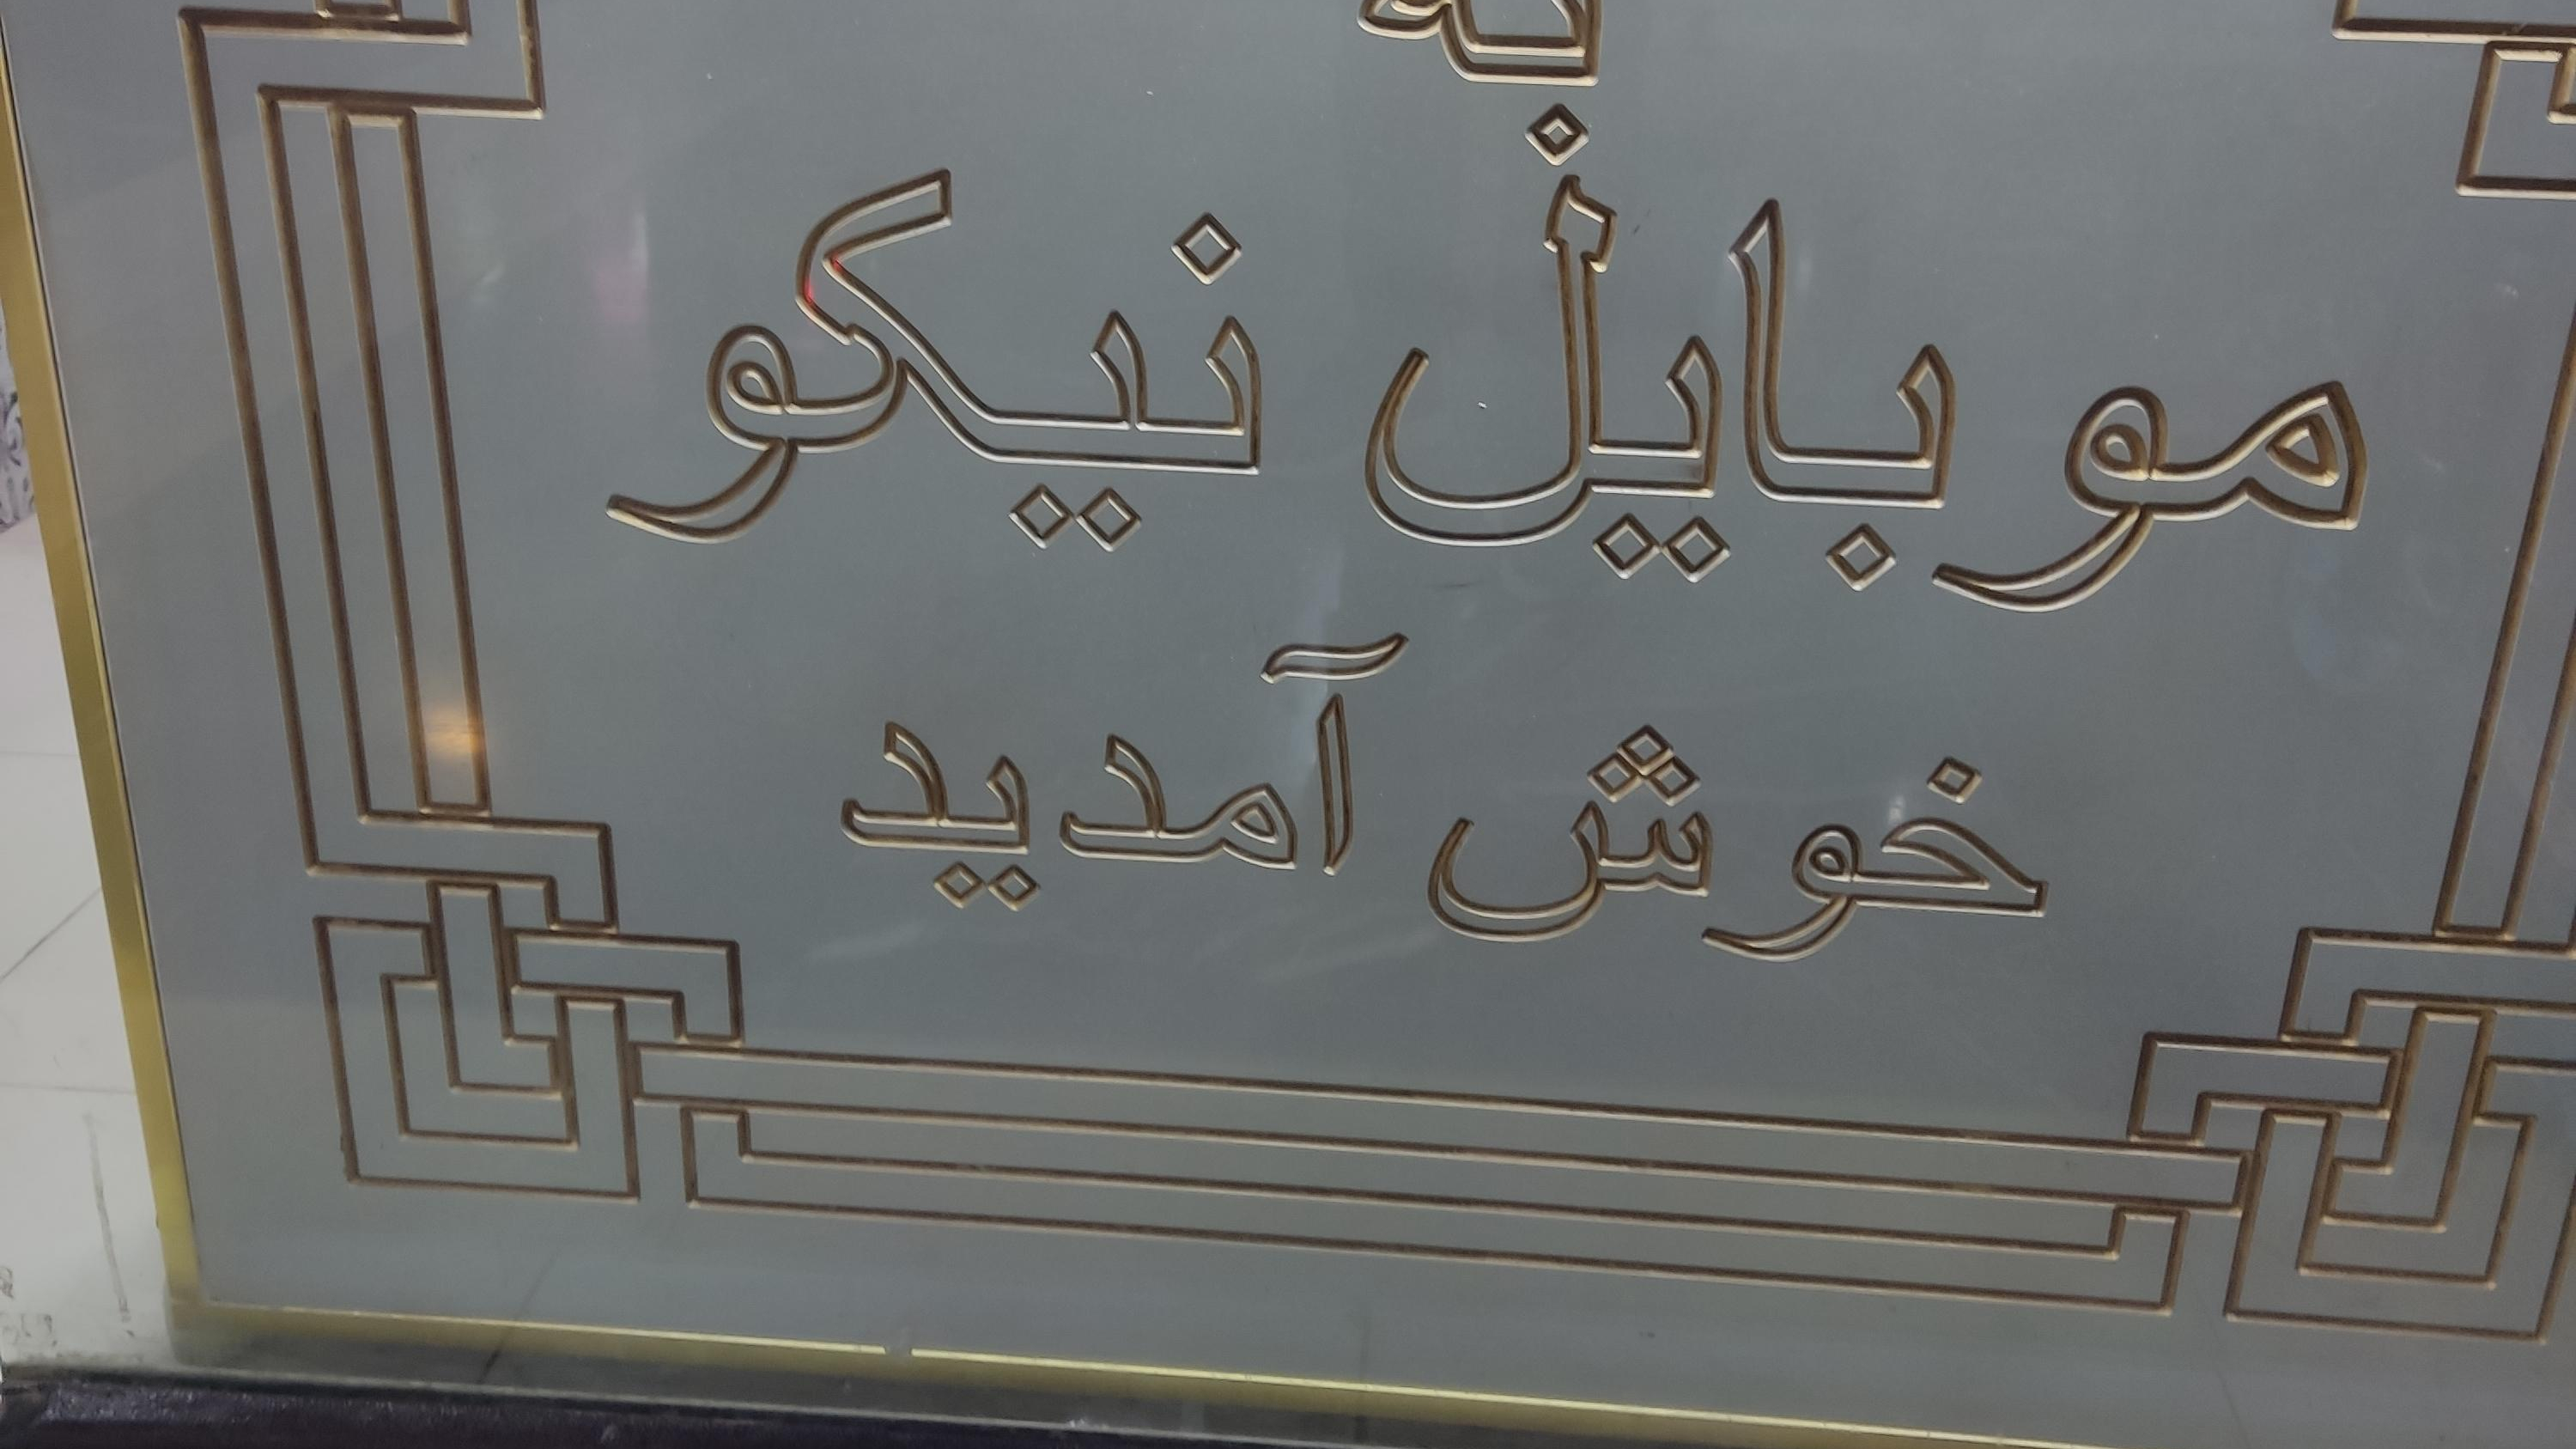 موبایل نیکو
خوش آمدید